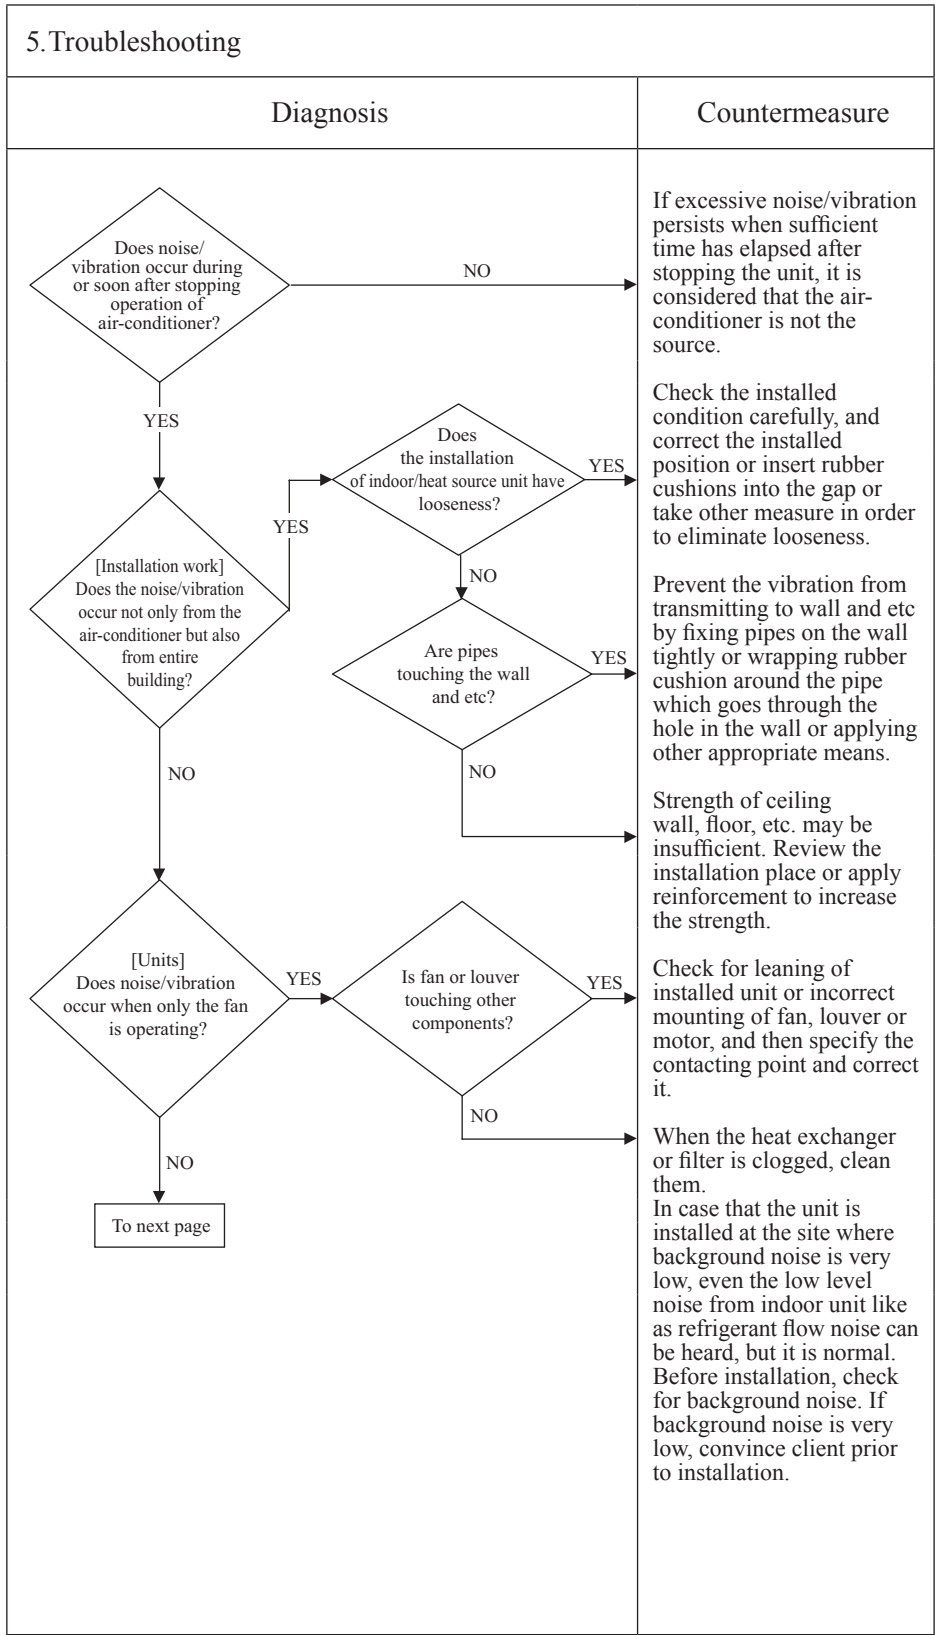 5.Troubleshooting
Diagnosis
Countermeasure
Does noise/
vibration occur during
or soon after stopping
operation of
air-conditioner?
NO
If excessive noise/vibration
persists when sufficient
time has elapsed after
stopping the unit, it is
considered that the air-
conditioner is not the
source.
YES
[Installation work]
Does the noise/vibration
occur not only from the
air-conditioner but also
from entire
building?
YES
Does
the installation
of indoor/heat source unit have
looseness?
YES
Check the installed
condition carefully, and
correct the installed
position or insert rubber
cushions into the gap or
take other measure in order
to eliminate looseness.
NO
Are pipes
touching the wall
and etc?
YES
Prevent the vibration from
transmitting to wall and etc
by fixing pipes on the wall
tightly or wrapping rubber
cushion around the pipe
which goes through the
hole in the wall or applying
other appropriate means.
NO
Strength of ceiling
wall, floor, etc. may be
insufficient. Review the
installation place or apply
reinforcement to increase
the strength.
NO
[Units]
Does noise/vibration
occur when only the fan
is operating?
YES
Is fan or louver
touching other
components?
YES
Check for leaning of
installed unit or incorrect
mounting of fan, louver or
motor, and then specify the
contacting point and correct
it.
NO
When the heat exchanger
or filter is clogged, clean
them.
In case that the unit is
installed at the site where
background noise is very
low, even the low level
noise from indoor unit like
as refrigerant flow noise can
be heard, but it is normal.
Before installation, check
for background noise. If
background noise is very
low, convince client prior
to installation.
NO
To next page